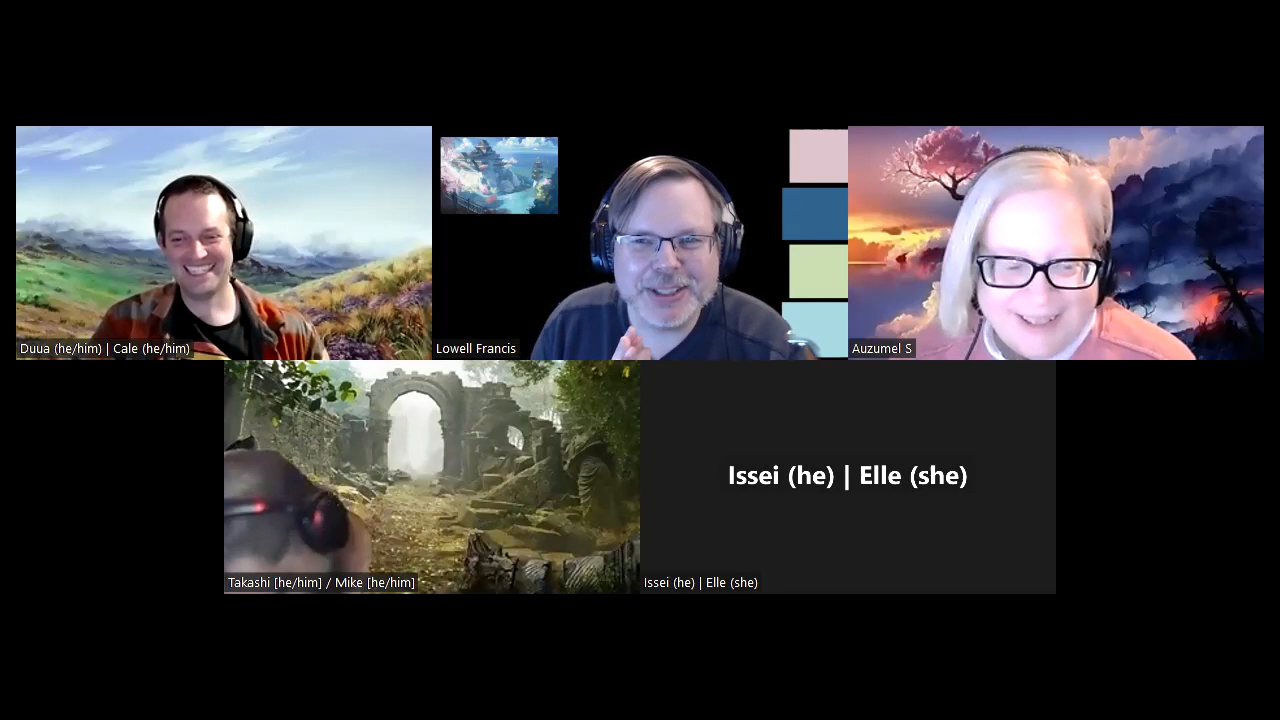 Duua (he/him) | Cale (he/him)
Lowell Francis
Auzumel S
Takashi [he/him] / Mike [he/him]
Issei (he) | Elle (she)
Issei (he) | Elle (she)